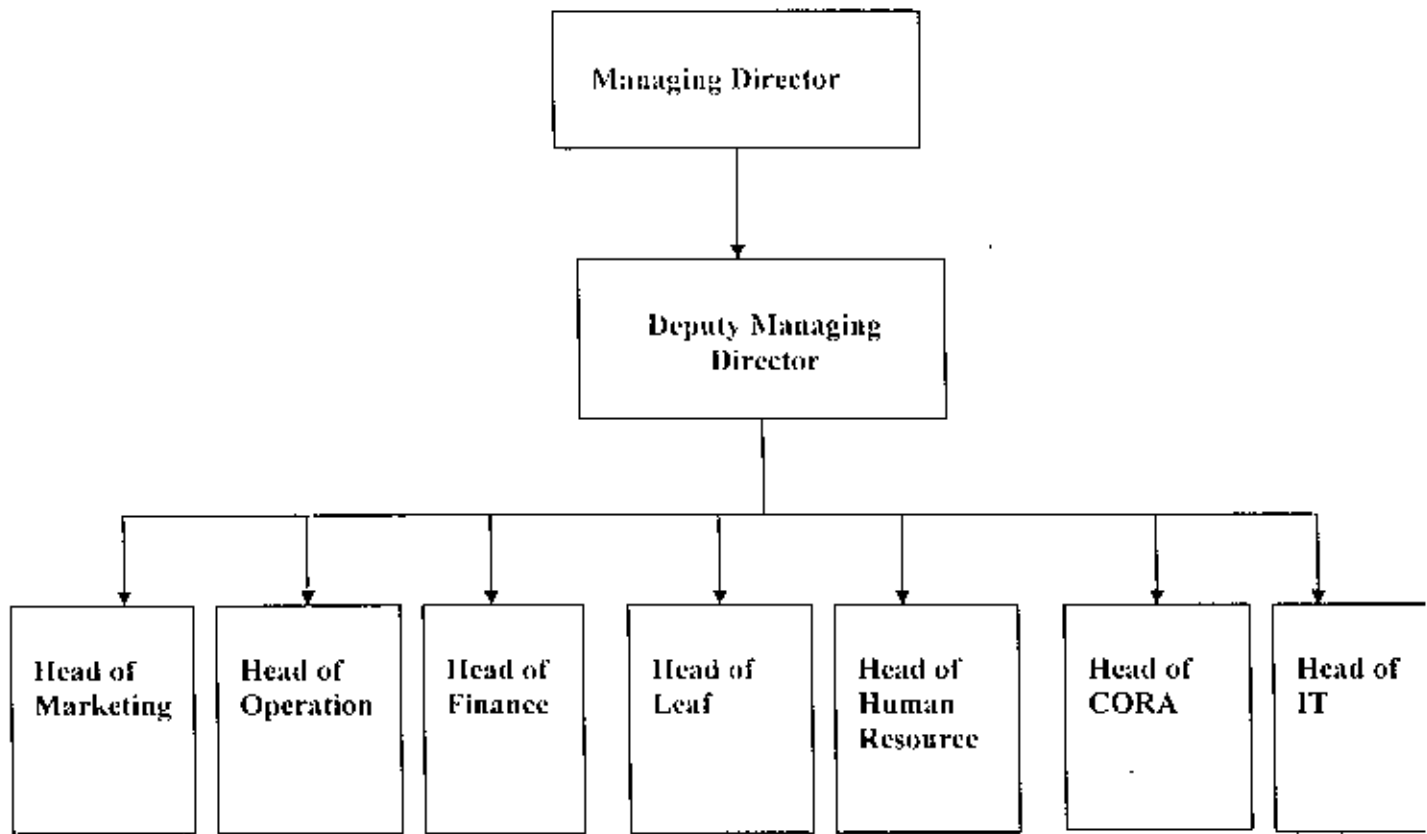 Managing Director
Deputy Managing
Director
Head of
Marketing
Head of
Operation
Head of
Finance
Head of
Leaf
Head of
Human
Resource
Head of
CORA
Head of
IT